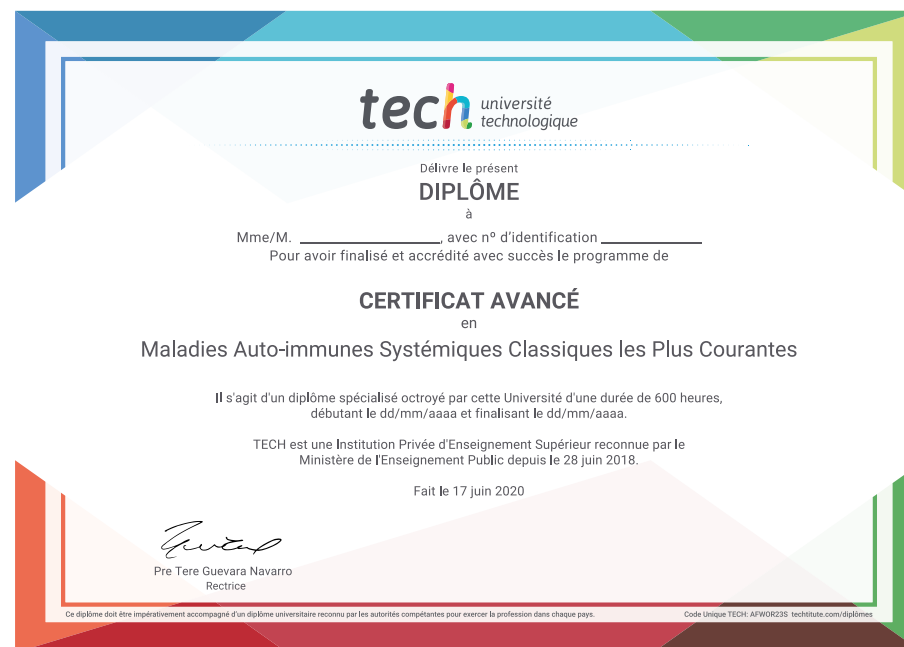 tech université
technologique
Délivre le présent
DIPLÔME
à
Mme/M. ____________________, avec nº d'identification ______________
Pour avoir finalisé et accrédité avec succès le programme de
CERTIFICAT AVANCÉ
en
Maladies Auto-immunes Systémiques Classiques les Plus Courantes
Il s'agit d'un diplôme spécialisé octroyé par cette Université d'une durée de 600 heures,
débutant le dd/mm/aaaa et finalisant le dd/mm/aaaa.
TECH est une Institution Privée d'Enseignement Supérieur reconnue par le
Ministère de l'Enseignement Public depuis le 28 juin 2018.
Fait le 17 juin 2020
Pre Tere Guevara Navarro
Rectrice
Ce diplôme doit être impérativement accompagné d'un diplôme universitaire reconnu par les autorités compétentes pour exercer la profession dans chaque pays.
Code Unique TECH: AFWOR23S techtitute.com/diplômes